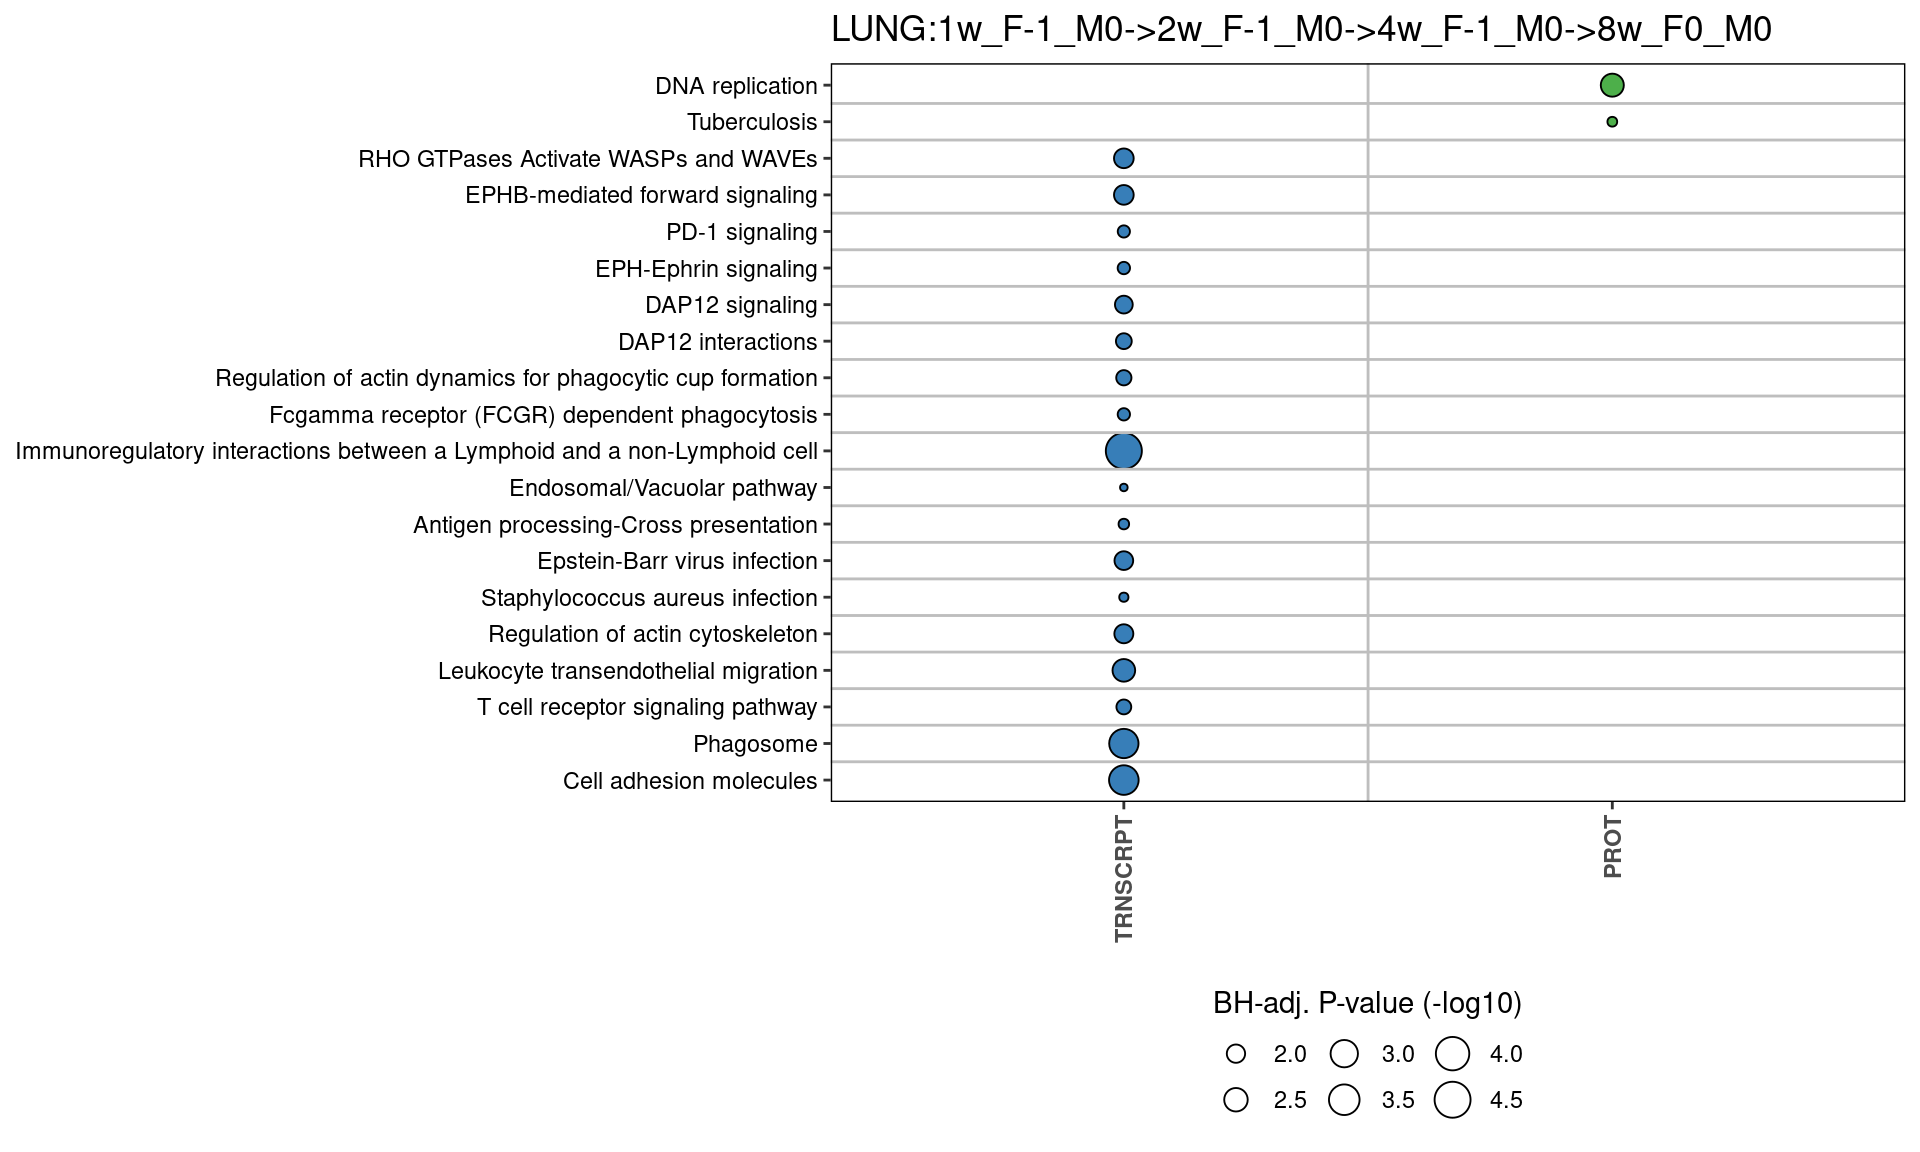 LUNG:1w_F-1_M0->2w_F-1_M0->4w_F-1_M0->8w_F0_M0
DNA replication
Tuberculosis
RHO GTPases Activate WASPs and WAVEs
EPHB-mediated forward signaling
PD-1 signaling
EPH-Ephrin signaling
DAP12 signaling
DAP12 interactions
Regulation of actin dynamics for phagocytic cup formation
Fcgamma receptor (FCGR) dependent phagocytosis
Immunoregulatory interactions between a Lymphoid and a non-Lymphoid cell
Endosomal/Vacuolar pathway
Antigen processing-Cross presentation
Epstein-Barr virus infection
Staphylococcus aureus infection
Regulation of actin cytoskeleton
Leukocyte transendothelial migration
T cell receptor signaling pathway
Phagosome
Cell adhesion molecules
TRNSCRPT
PROT
BH-adj. P-value (-log10)
2.0 3.0 4.0
2.5 3.5 4.5